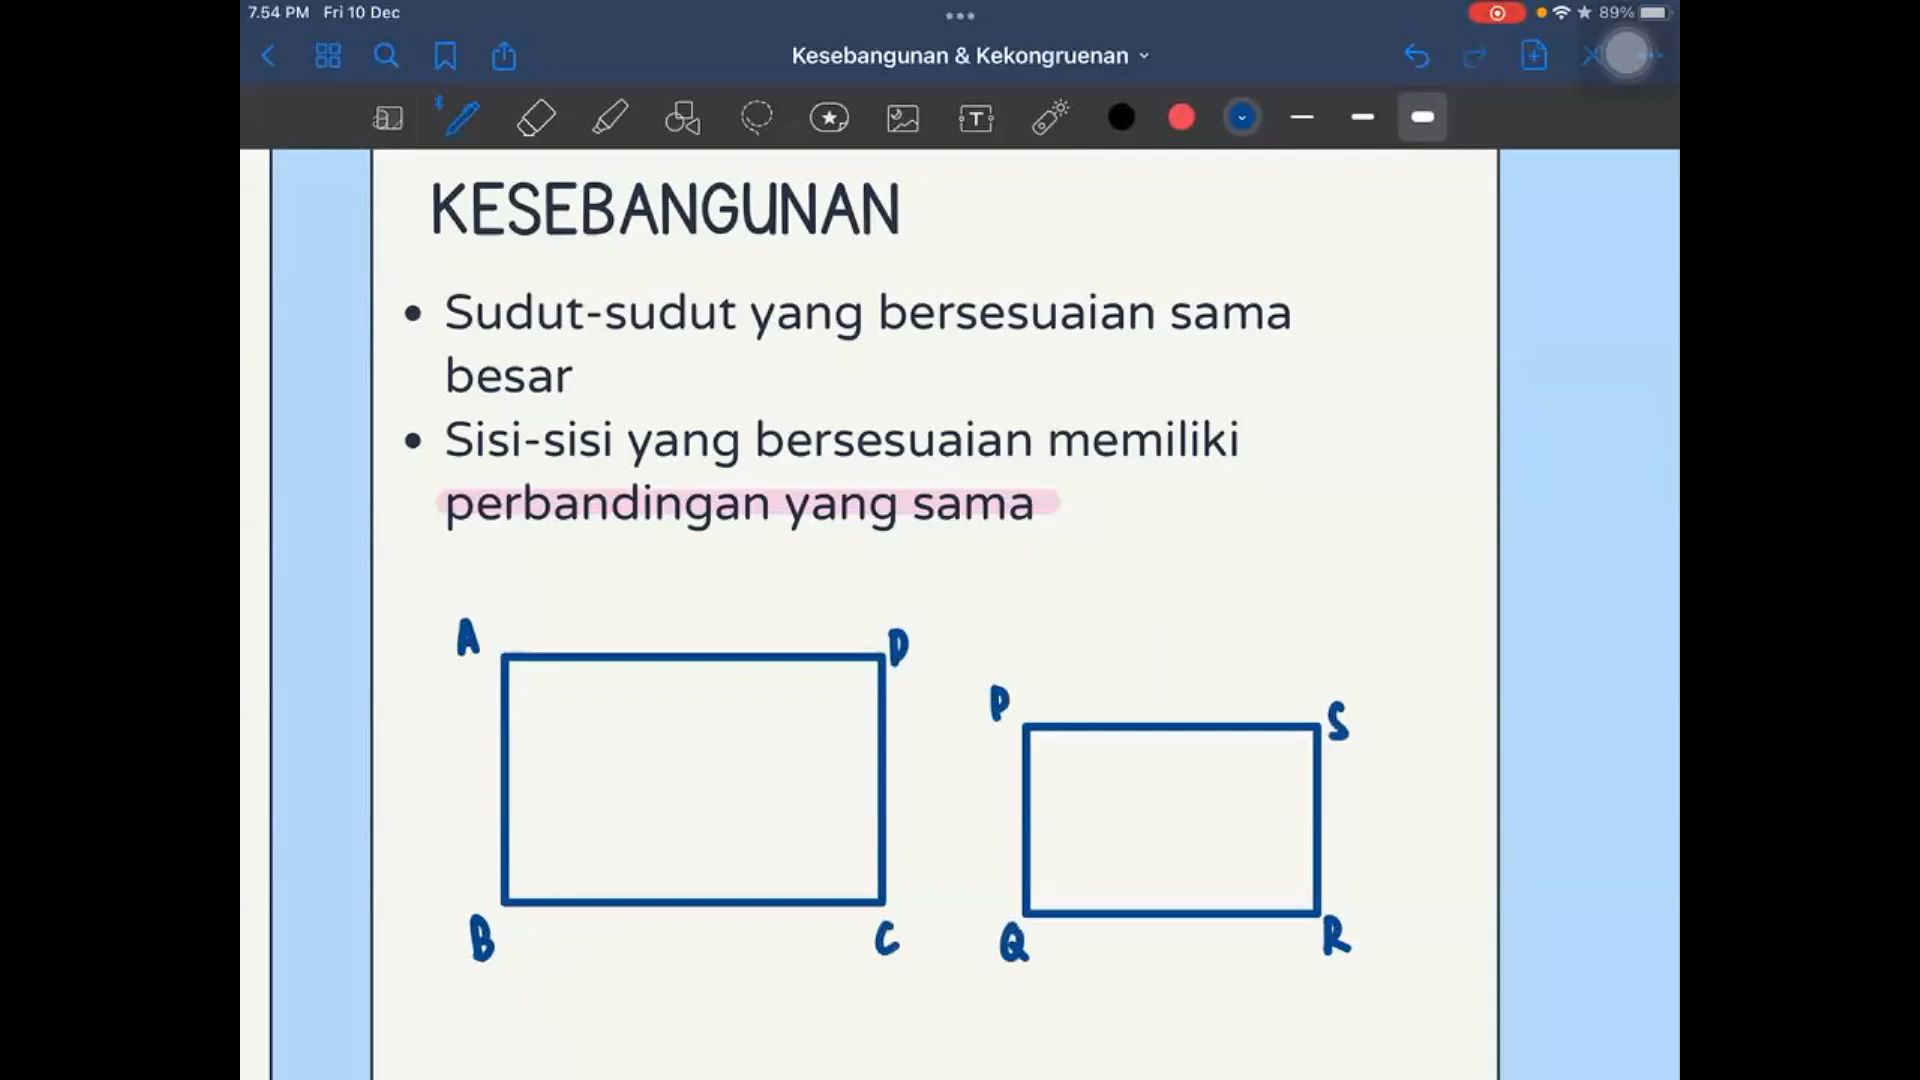 7.54 PM Fri 10 Dec
89%
Kesebangunan & Kekongruenan
T
KESEBANGUNAN
• Sudut-sudut yang bersesuaian sama
besar
• Sisi-sisi yang bersesuaian memiliki
perbandingan yang sama
A
D
P
S
B
C
Q
R